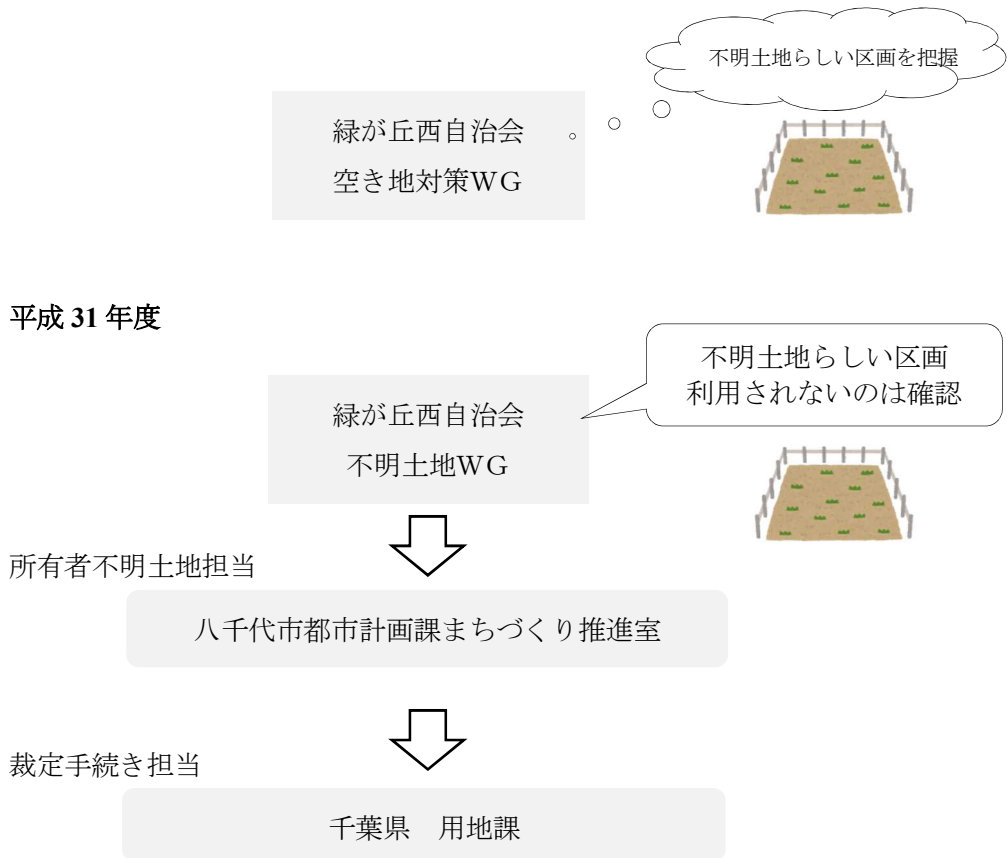 不明土地らしい区画を把握
緑が丘西自治会
空き地対策ＷＧ
平成 31 年度
不明土地らしい区画
利用されないのは確認
緑が丘西自治会
不明土地ＷＧ
所有者不明土地担当
八千代市都市計画課まちづくり推進室
裁定手続き担当
千葉県　用地課